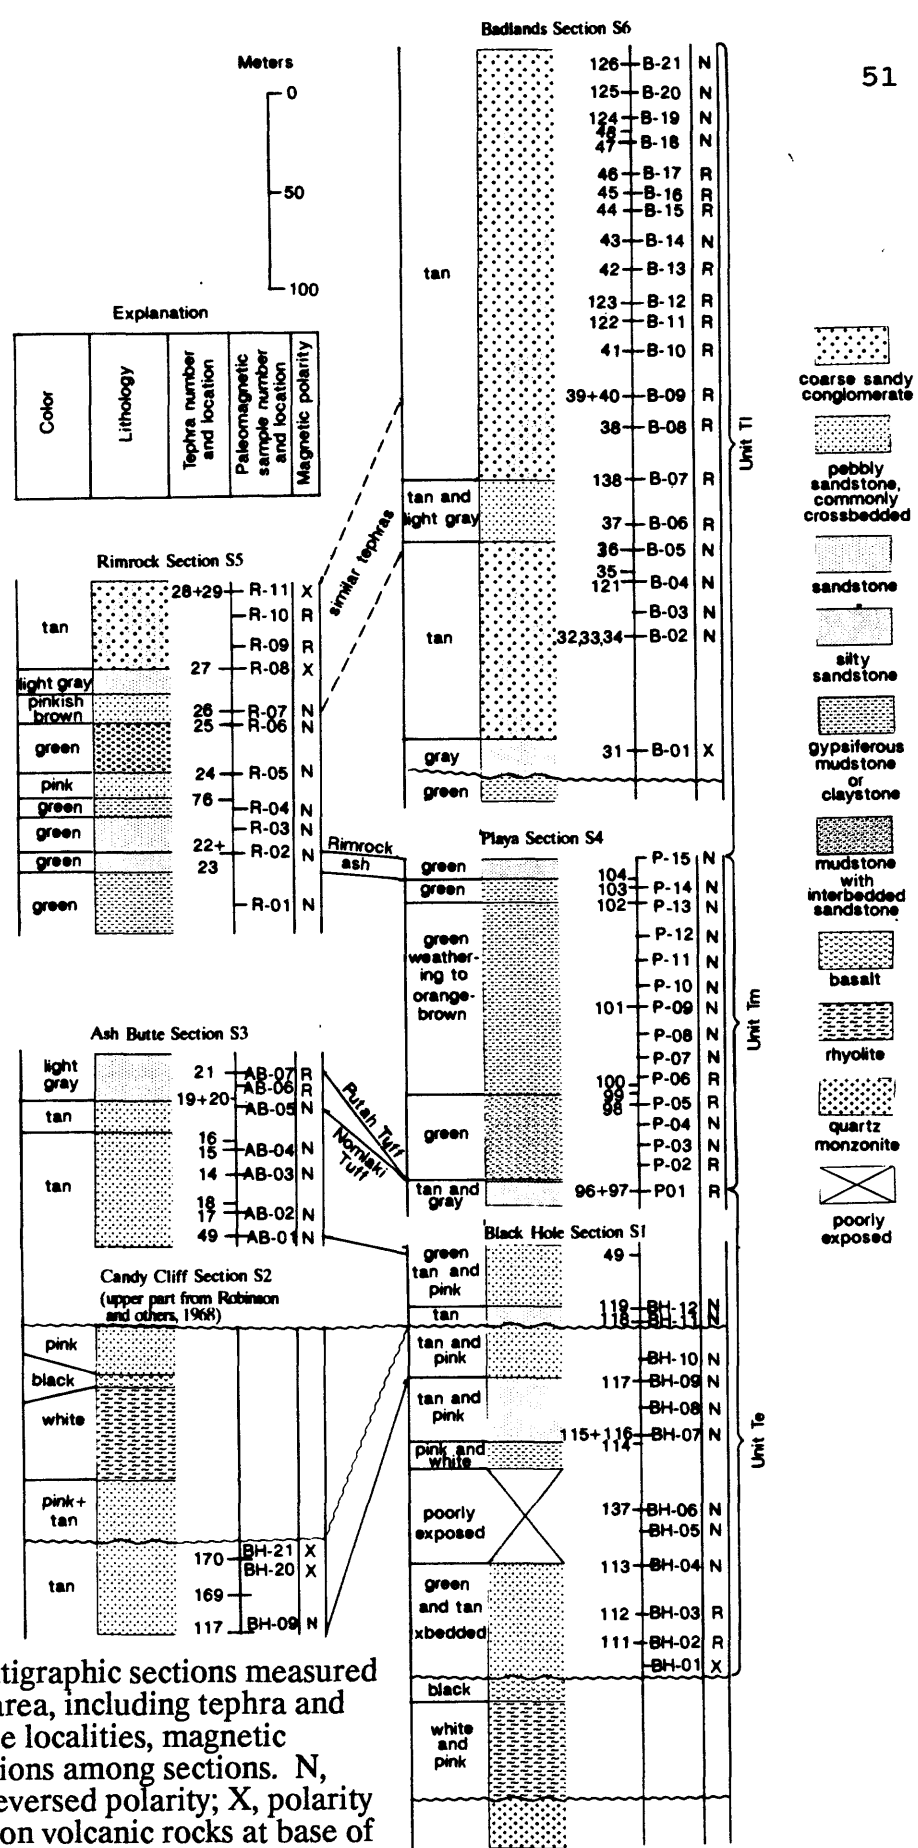 51
Badlands Section S6
Meters
0
50
100
Explanation
Color
Lithology
Tephra number
and location
Paleomagnetic
sample number
and location
Magnetic polarity
tan
tan and
light gray
tan
gray
green
126 B-21 N
125 B-20 N
124 B-19 N
48
47 B-18 N
46 B-17 R
45 B-16 R
44 B-15 R
43 B-14 N
42 B-13 R
123 B-12 R
122 B-11 R
41 B-10 R
39+40 B-09 R
38 B-08 R
138 B-07 R
37 B-06 R
36 B-05 N
35
121 B-04 N
B-03 N
32,33,34 B-02 N
31 B-01 X
Unit Tl
coarse sandy
conglomerate
pebbly
sandstone,
commonly
crossbedded
sandstone
silty
sandstone
gypsiferous
mudstone
or
claystone
mudstone
with
interbedded
sandstone
basalt
rhyolite
quartz
monzonite
poorly
exposed
similar tephras
Rimrock Section S5
tan
light gray
pinkish
brown
green
pink
green
green
green
green
28+29 R-11 X
R-10 R
R-09 R
27 R-08 X
26 R-07 N
25 R-06 N
24 R-05 N
76
R-04 N
R-03 N
22+
23
R-02 N
R-01 N
Rimrock
ash
Playa Section S4
green
green
green
weather-
ing to
orange-
brown
green
tan and
gray
P-15 N
104
103 P-14 N
102 P-13 N
P-12 N
P-11 N
P-10 N
101 P-09 N
P-08 N
P-07 N
100 P-06 R
99
98 P-05 R
P-04 N
P-03 N
P-02 R
96+97 P01 R
Unit Tm
Ash Butte Section S3
light
gray
tan
tan
21 AB-07 R
AB-06 R
19+20
AB-05 N
16
15 AB-04 N
14 AB-03 N
18
17 AB-02 N
49 AB-01 N
Putah Tuff
Nomlaki
Tuff
Candy Cliff Section S2
(upper part from Robinson
and others, 1968)
pink
black
white
pink+
tan
tan
BH-21 X
170
BH-20 X
169
117 BH-09 N
Black Hole Section S1
green
tan and
pink
tan
tan and
pink
tan and
pink
pink and
white
poorly
exposed
green
and tan
xbedded
black
white
and
pink
49
119 BH-12 N
118 BH-11 N
BH-10 N
117 BH-09 N
BH-08 N
115+116 BH-07 N
114
137 BH-06 N
BH-05 N
113 BH-04 N
112 BH-03 R
111 BH-02 R
BH-01 X
Unit Te
tigraphic sections measured
area, including tephra and
e localities, magnetic
ions among sections. N,
eversed polarity; X, polarity
on volcanic rocks at base of